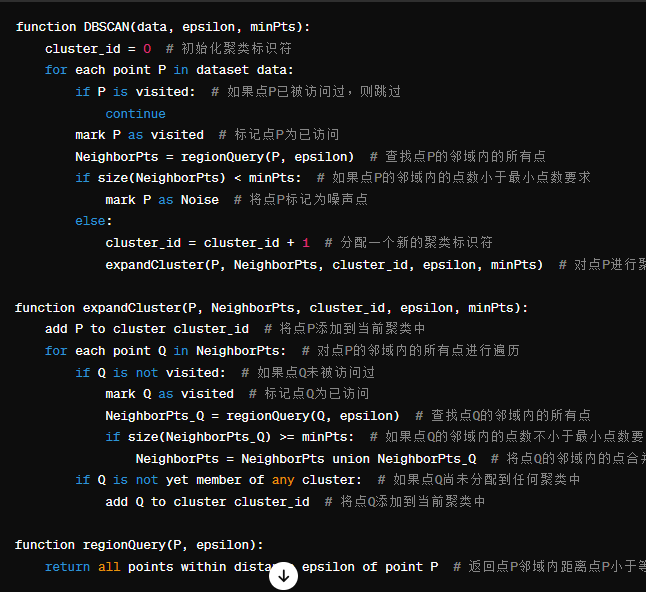 function DBSCAN(data, epsilon, minPts):
    cluster_id = 0  # 初始化聚类标识符
    for each point P in dataset data:
        if P is visited:  # 如果点P已被访问过，则跳过
            continue
        mark P as visited  # 标记点P为已访问
        NeighborPts = regionQuery(P, epsilon)  # 查找点P的邻域内的所有点
        if size(NeighborPts) < minPts:  # 如果点P的邻域内的点数小于最小点数要求
            mark P as Noise  # 将点P标记为噪声点
        else:
            cluster_id = cluster_id + 1  # 分配一个新的聚类标识符
            expandCluster(P, NeighborPts, cluster_id, epsilon, minPts)  # 对点P进行聚
function expandCluster(P, NeighborPts, cluster_id, epsilon, minPts):
    add P to cluster cluster_id  # 将点P添加到当前聚类中
    for each point Q in NeighborPts:  # 对点P的邻域内的所有点进行遍历
        if Q is not visited:  # 如果点Q未被访问过
            mark Q as visited  # 标记点Q为已访问
            NeighborPts_Q = regionQuery(Q, epsilon)  # 查找点Q的邻域内的所有点
            if size(NeighborPts_Q) >= minPts:  # 如果点Q的邻域内的点数不小于最小点数要
                NeighborPts = NeighborPts union NeighborPts_Q  # 将点Q的邻域内的点合并
        if Q is not yet member of any cluster:  # 如果点Q尚未分配到任何聚类中
            add Q to cluster cluster_id  # 将点Q添加到当前聚类中
function regionQuery(P, epsilon):
    return all points within epsilon of point P  # 返回点P邻域内距离点P小于等